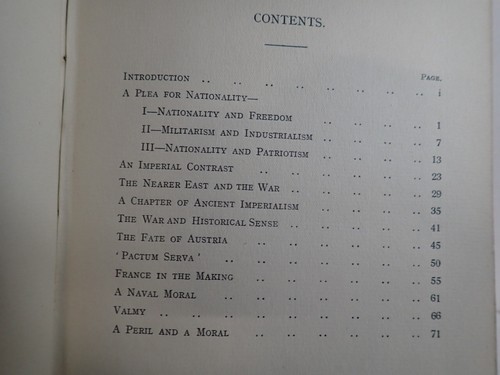 CONTENTS.
PAGE.
INTRODUCTION .. .. .. .. .. .. .. .. i
A PLEA FOR NATIONALITY—
I—NATIONALITY AND FREEDOM .. .. .. .. 1
II—MILITARISM AND INDUSTRIALISM .. .. .. .. 7
III—NATIONALITY AND PATRIOTISM .. .. .. .. 13
AN IMPERIAL CONTRAST .. .. .. .. .. .. 23
THE NEARER EAST AND THE WAR .. .. .. .. .. 29
A CHAPTER OF ANCIENT IMPERIALISM .. .. .. .. 35
THE WAR AND HISTORICAL SENSE .. .. .. .. .. 41
THE FATE OF AUSTRIA .. .. .. .. .. .. 45
'PACTUM SERVA' .. .. .. .. .. .. .. 50
FRANCE IN THE MAKING .. .. .. .. .. .. 55
A NAVAL MORAL .. .. .. .. .. .. .. 61
VALMY .. .. .. .. .. .. .. .. .. 66
A PERIL AND A MORAL .. .. .. .. .. .. 71